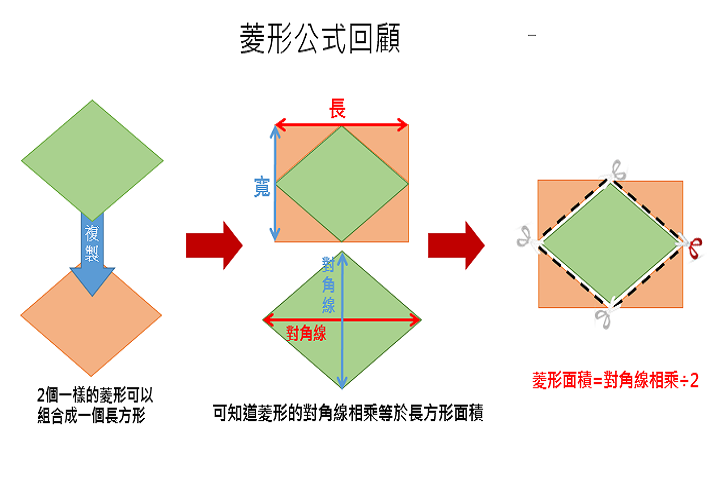 菱形公式回顧
複製
2個一樣的菱形可以
組合成一個長方形
長
寬
對角線
對角線
可知道菱形的對角線相乘等於長方形面積
菱形面積=對角線相乘÷2